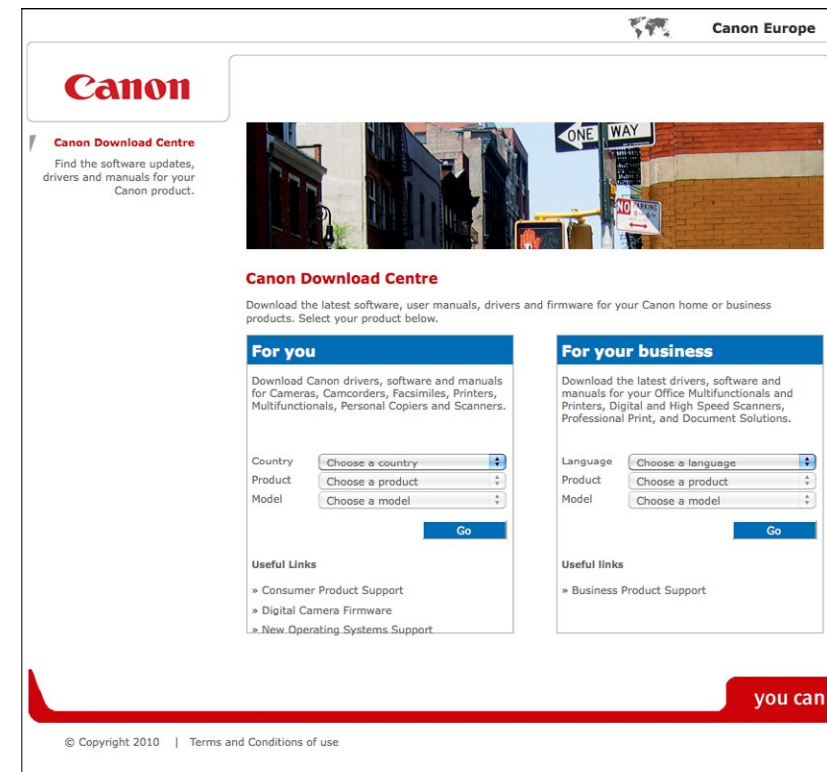 Canon Europe
Canon
Canon Download Centre
Find the software updates,
drivers and manuals for your
Canon product.
ONE WAY
NO PARKING
Canon Download Centre
Download the latest software, user manuals, drivers and firmware for your Canon home or business
products. Select your product below.
For you
Download Canon drivers, software and manuals
for Cameras, Camcorders, Facsimiles, Printers,
Multifunctionals, Personal Copiers and Scanners.
Country Choose a country
Product Choose a product
Model Choose a model
Go
Useful Links
» Consumer Product Support
» Digital Camera Firmware
» New Operating Systems Support
For your business
Download the latest drivers, software and
manuals for your Office Multifunctionals and
Printers, Digital and High Speed Scanners,
Professional Print, and Document Solutions.
Language Choose a language
Product Choose a product
Model Choose a model
Go
Useful links
» Business Product Support
you can
© Copyright 2010 | Terms and Conditions of use